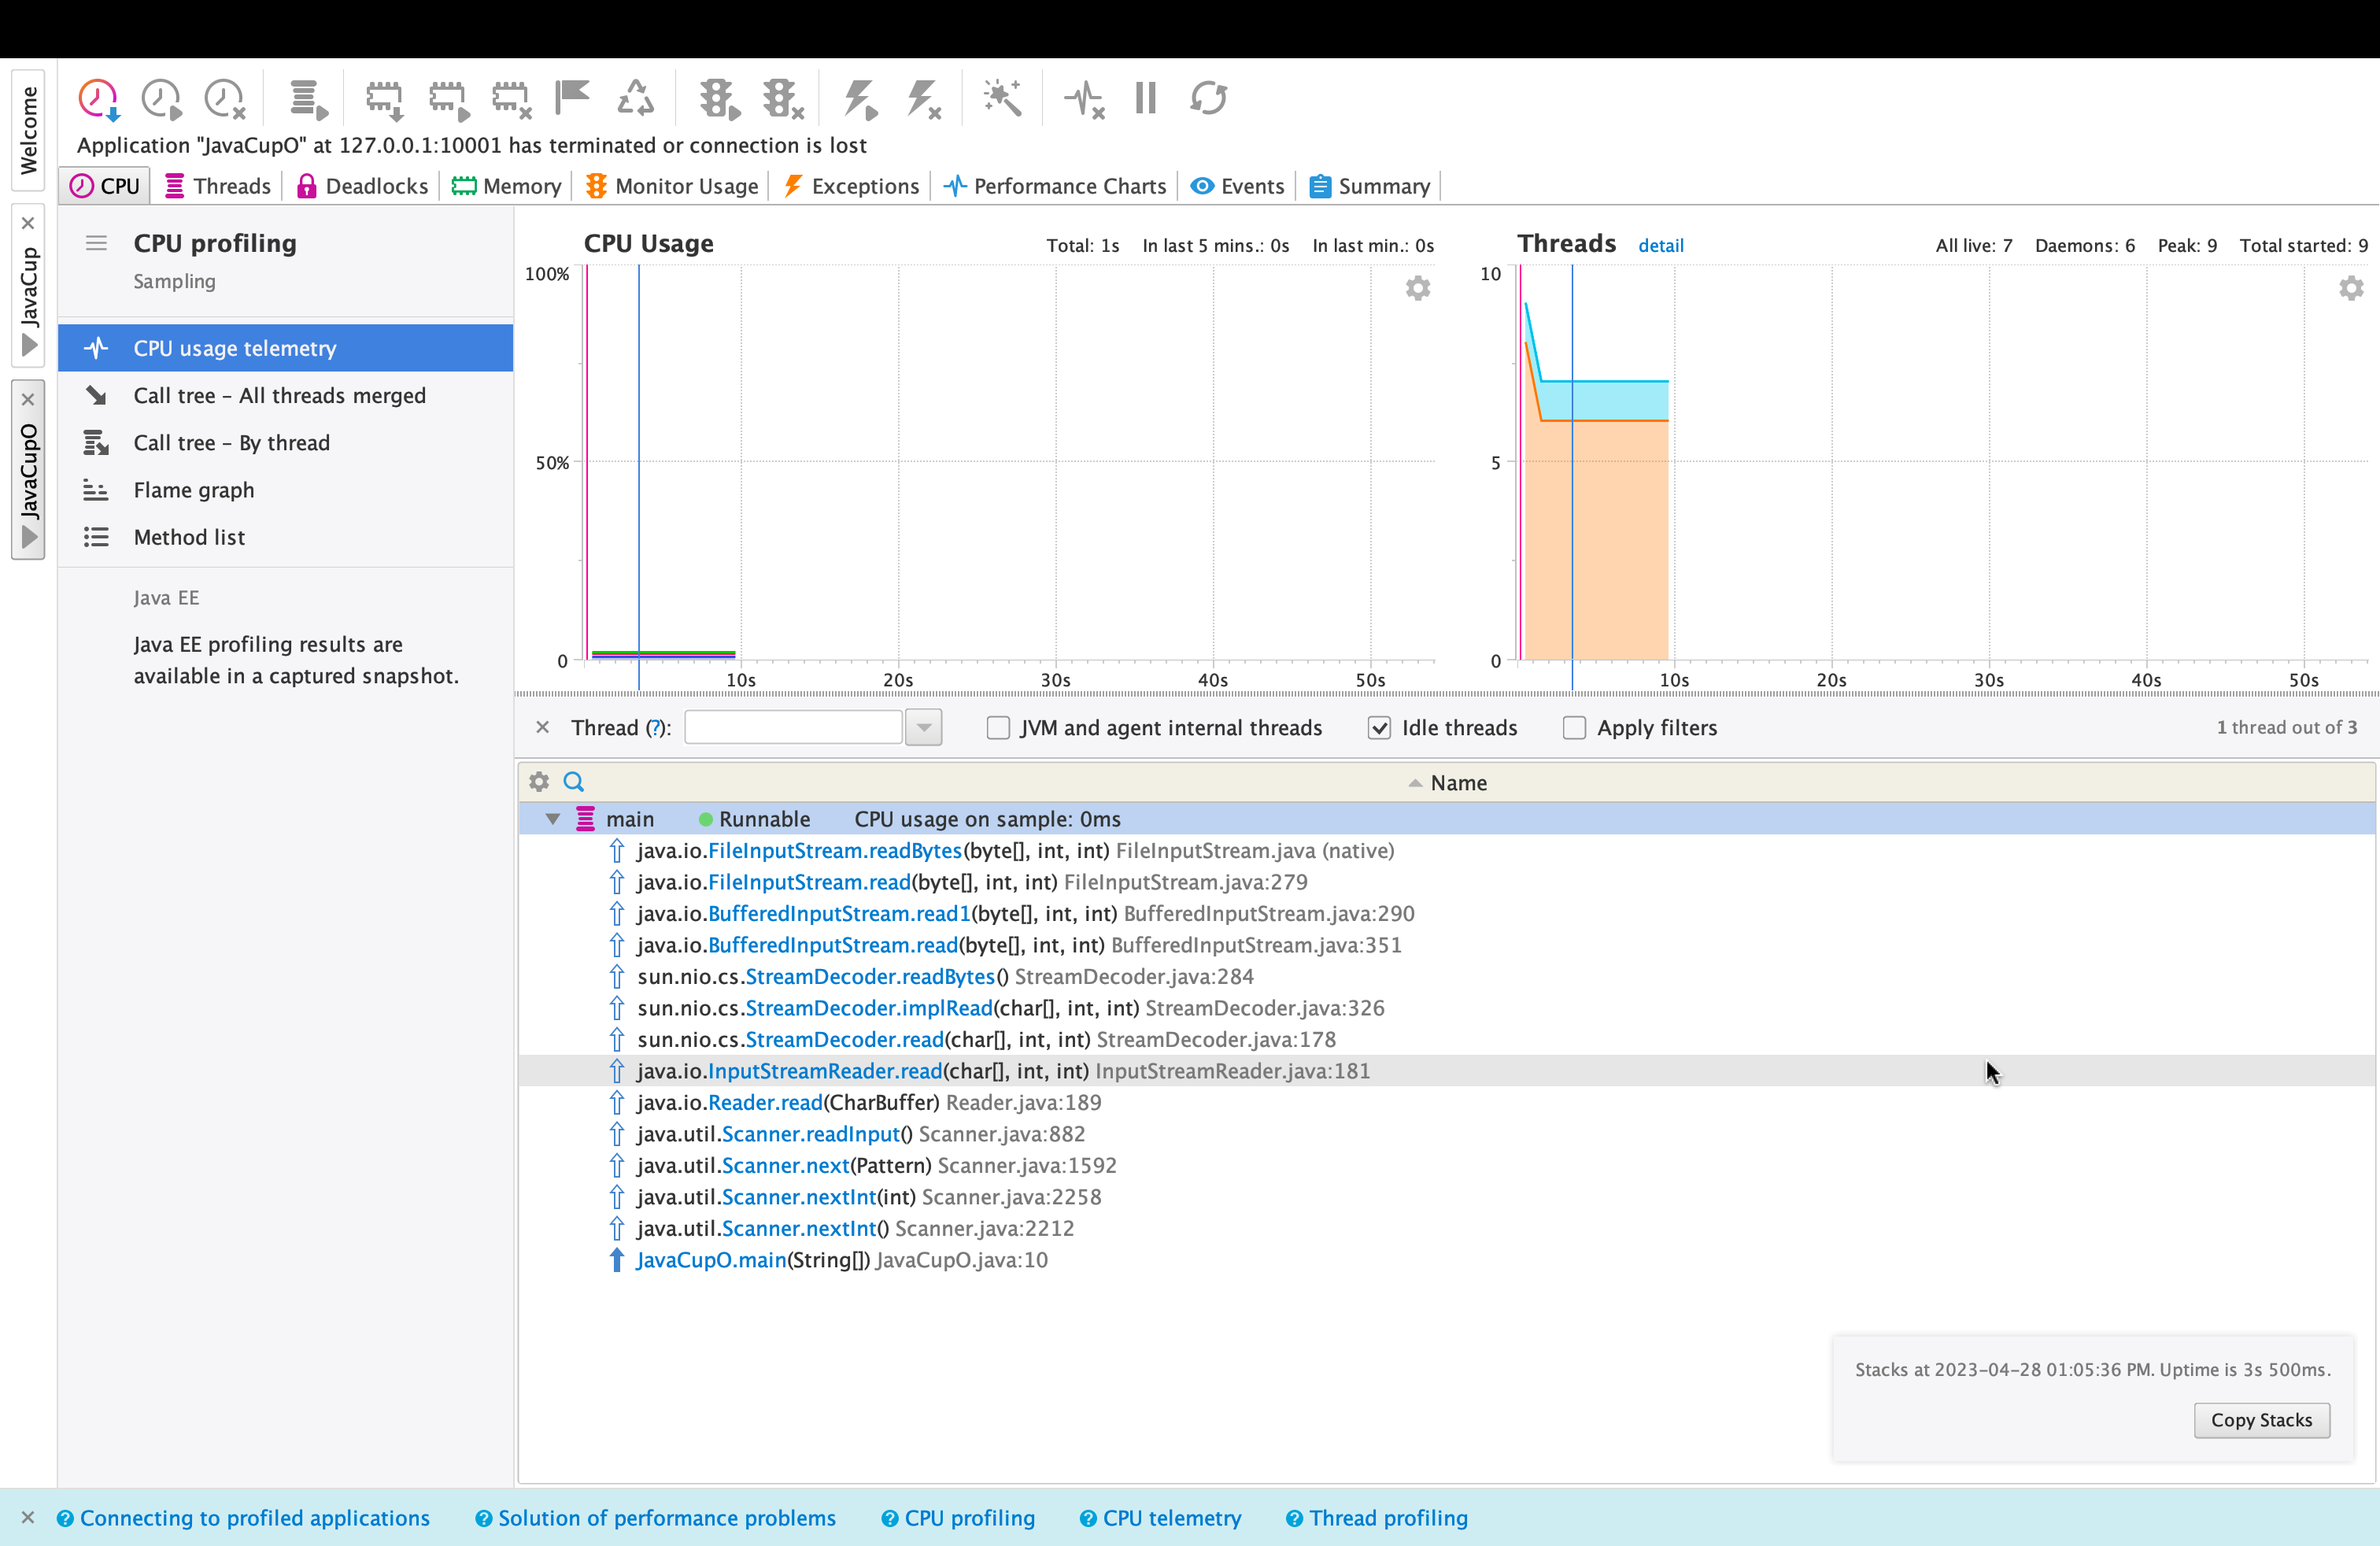 Welcome
JavaCup
JavaCupO
Application "JavaCupO" at 127.0.0.1:10001 has terminated or connection is lost
CPU Threads Deadlocks Memory Monitor Usage Exceptions Performance Charts Events Summary
CPU profiling
Sampling
CPU usage telemetry
Call tree – All threads merged
Call tree – By thread
Flame graph
Method list
Java EE
Java EE profiling results are
available in a captured snapshot.
CPU Usage Total: 1s In last 5 mins.: 0s In last min.: 0s
100%
50%
0
10s 20s 30s 40s 50s
Threads detail All live: 7 Daemons: 6 Peak: 9 Total started: 9
10
5
0
10s 20s 30s 40s 50s
Thread (?): JVM and agent internal threads Idle threads Apply filters 1 thread out of 3
Name
main Runnable CPU usage on sample: 0ms
java.io.FileInputStream.readBytes(byte[], int, int) FileInputStream.java (native)
java.io.FileInputStream.read(byte[], int, int) FileInputStream.java:279
java.io.BufferedInputStream.read1(byte[], int, int) BufferedInputStream.java:290
java.io.BufferedInputStream.read(byte[], int, int) BufferedInputStream.java:351
sun.nio.cs.StreamDecoder.readBytes() StreamDecoder.java:284
sun.nio.cs.StreamDecoder.implRead(char[], int, int) StreamDecoder.java:326
sun.nio.cs.StreamDecoder.read(char[], int, int) StreamDecoder.java:178
java.io.InputStreamReader.read(char[], int, int) InputStreamReader.java:181
java.io.Reader.read(CharBuffer) Reader.java:189
java.util.Scanner.readInput() Scanner.java:882
java.util.Scanner.next(Pattern) Scanner.java:1592
java.util.Scanner.nextInt(int) Scanner.java:2258
java.util.Scanner.nextInt() Scanner.java:2212
JavaCupO.main(String[]) JavaCupO.java:10
Stacks at 2023-04-28 01:05:36 PM. Uptime is 3s 500ms.
Copy Stacks
Connecting to profiled applications Solution of performance problems CPU profiling CPU telemetry Thread profiling